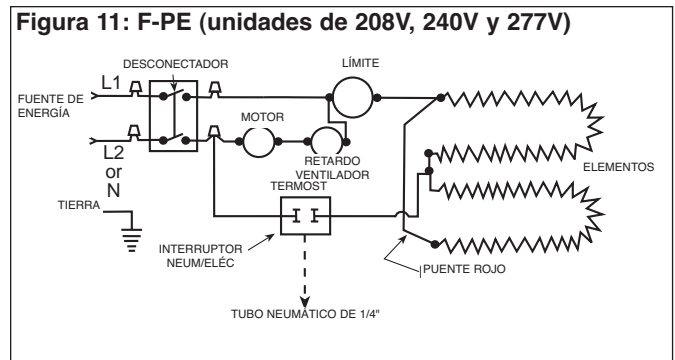 Figura 11: F-PE (unidades de 208V, 240V y 277V)
DESCONECTADOR
LÍMITE
L1
FUENTE DE
ENERGÍA
MOTOR
L2
or
N
RETARDO
VENTILADOR
TERMOST
ELEMENTOS
TIERRA
INTERRUPTOR
NEUM/ELÉC
PUENTE ROJO
TUBO NEUMÁTICO DE 1/4"